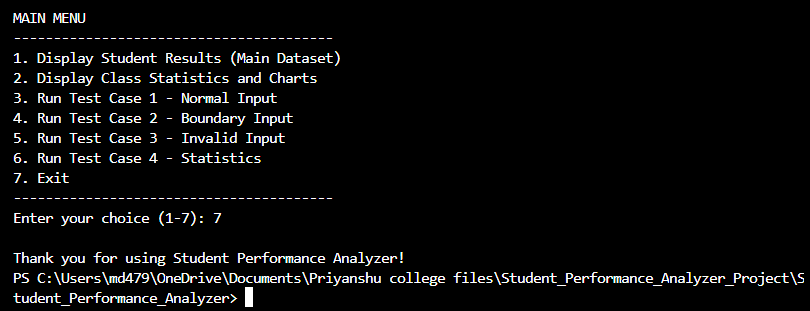 MAIN MENU
----------------------------------------
1. Display Student Results (Main Dataset)
2. Display Class Statistics and Charts
3. Run Test Case 1 - Normal Input
4. Run Test Case 2 - Boundary Input
5. Run Test Case 3 - Invalid Input
6. Run Test Case 4 - Statistics
7. Exit
----------------------------------------
Enter your choice (1-7): 7
Thank you for using Student Performance Analyzer!
PS C:\Users\md479\OneDrive\Documents\Priyanshu college files\Student_Performance_Analyzer_Project\S
tudent_Performance_Analyzer>